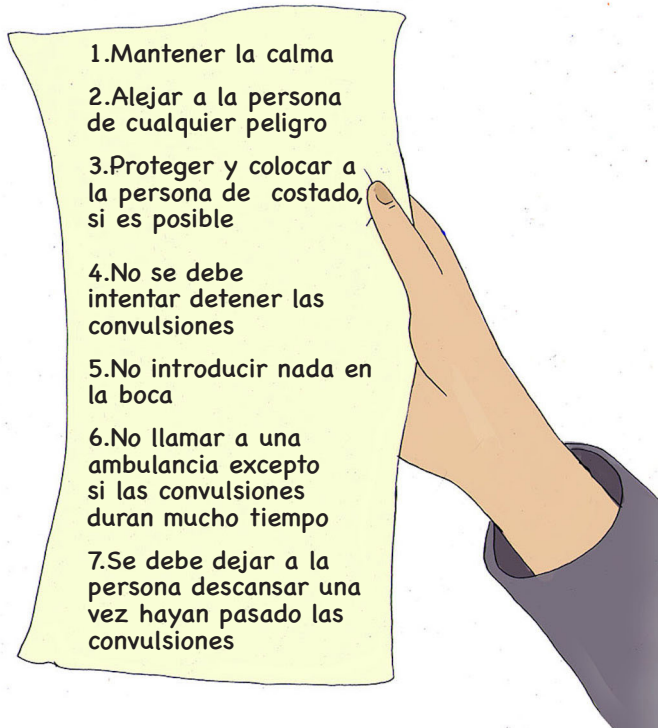 1.Mantener la calma
2.Alejar a la persona
de cualquier peligro
3.Proteger y colocar a
la persona de costado,
si es posible
4.No se debe
intentar detener las
convulsiones
5.No introducir nada en
la boca
6.No llamar a una
ambulancia excepto
si las convulsiones
duran mucho tiempo
7.Se debe dejar a la
persona descansar una
vez hayan pasado las
convulsiones